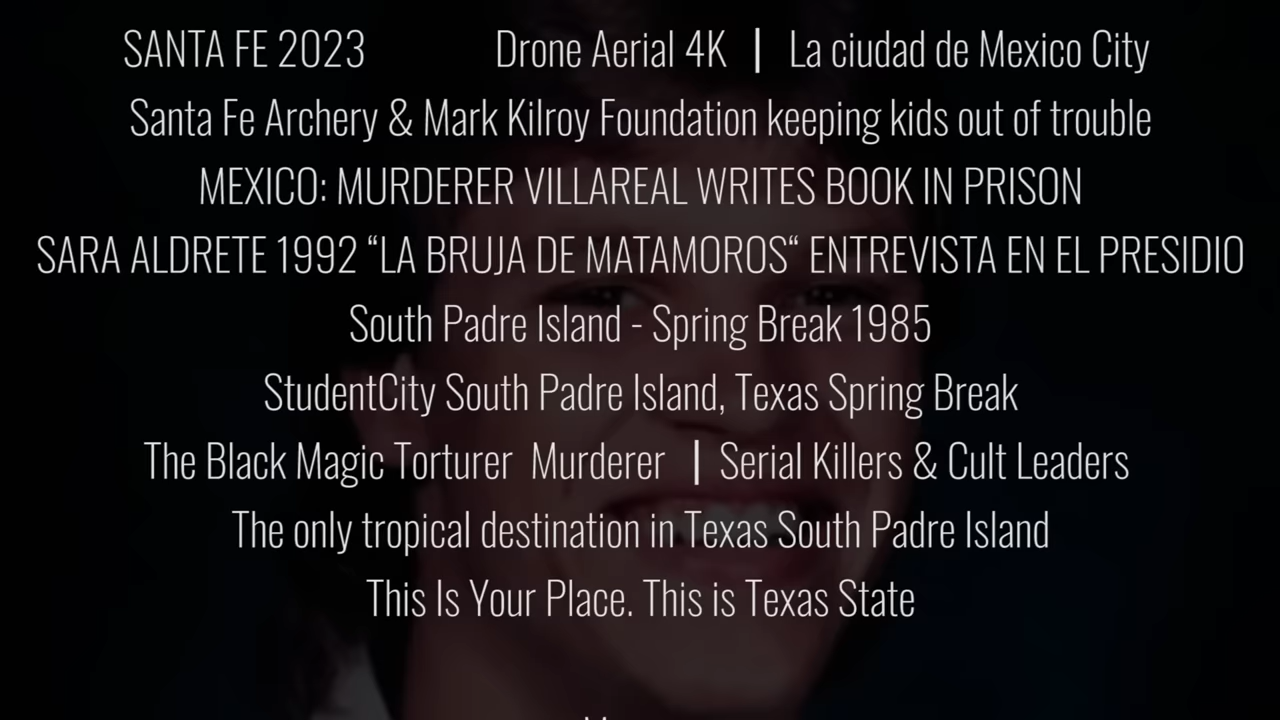 SANTA FE 2023 Drone Aerial 4K | La ciudad de Mexico City
Santa Fe Archery & Mark Kilroy Foundation keeping kids out of trouble
MEXICO: MURDERER VILLAREAL WRITES BOOK IN PRISON
SARA ALDRETE 1992 “LA BRUJA DE MATAMOROS“ ENTREVISTA EN EL PRESIDIO
South Padre Island - Spring Break 1985
StudentCity South Padre Island, Texas Spring Break
The Black Magic Torturer Murderer | Serial Killers & Cult Leaders
The only tropical destination in Texas South Padre Island
This Is Your Place. This is Texas State